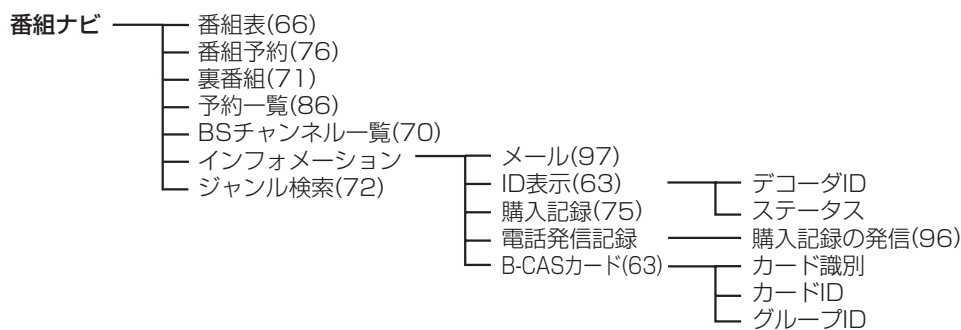 番組ナビ
番組表(66)
番組予約(76)
裏番組(71)
予約一覧(86)
BSチャンネル一覧(70)
インフォメーション
ジャンル検索(72)
メール(97)
ID表示(63)
購入記録(75)
電話発信記録
B-CASカード(63)
デコーダID
ステータス
購入記録の発信(96)
カード識別
カードID
グループID